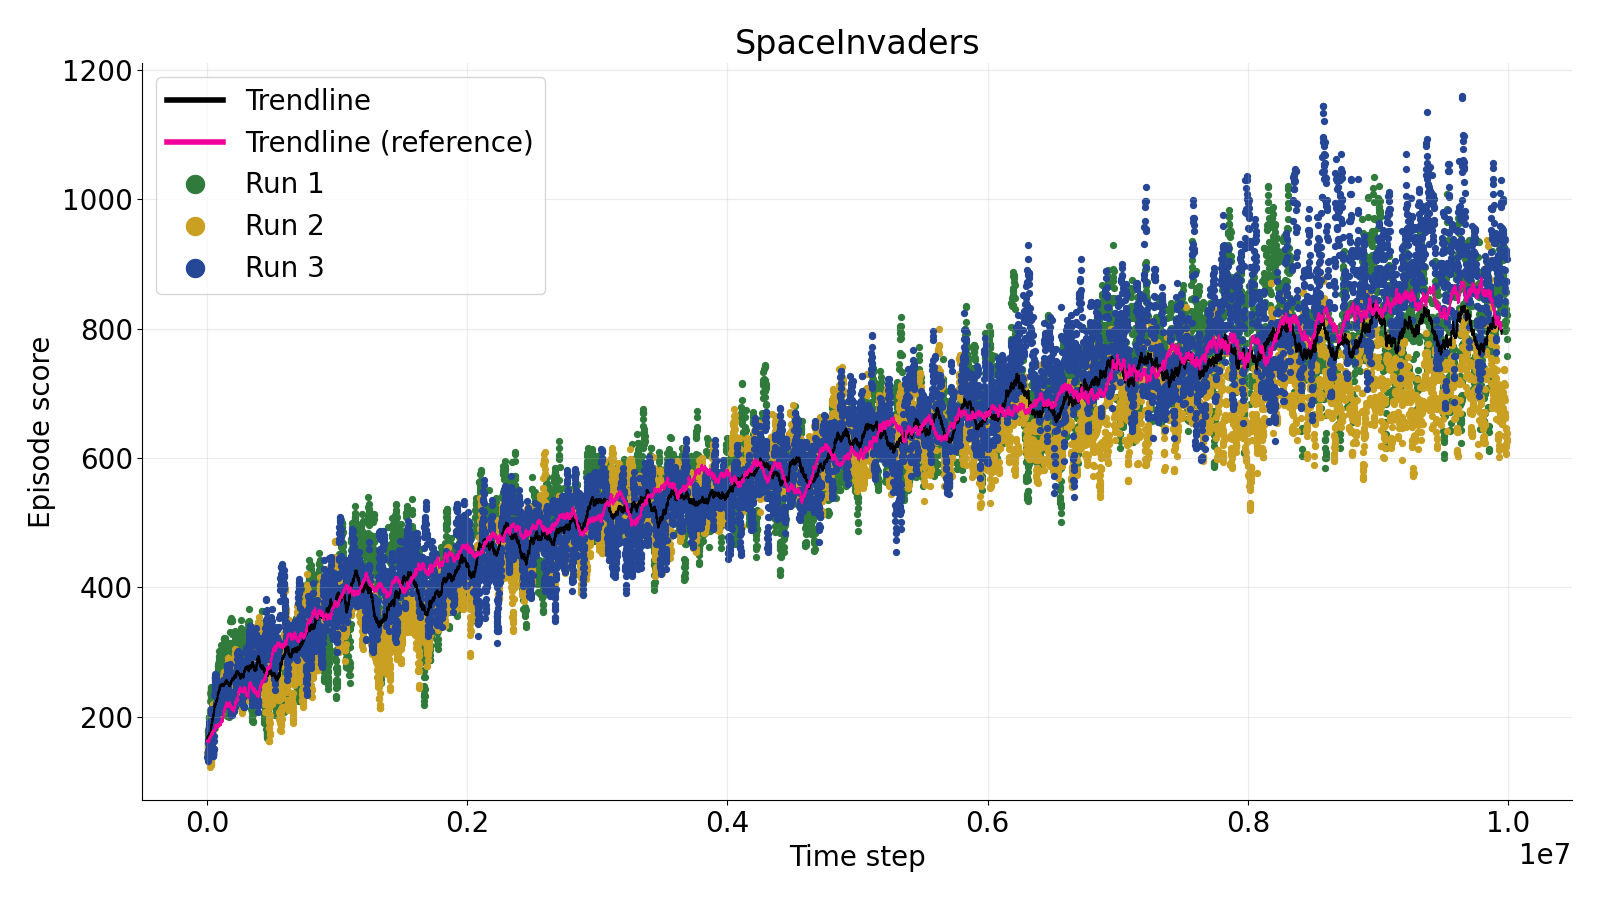 SpaceInvaders
1200
1000
800
600
400
200
Episode score
Trendline
Trendline (reference)
Run 1
Run 2
Run 3
0.0
0.2
0.4
0.6
0.8
1.0
1e7
Time step